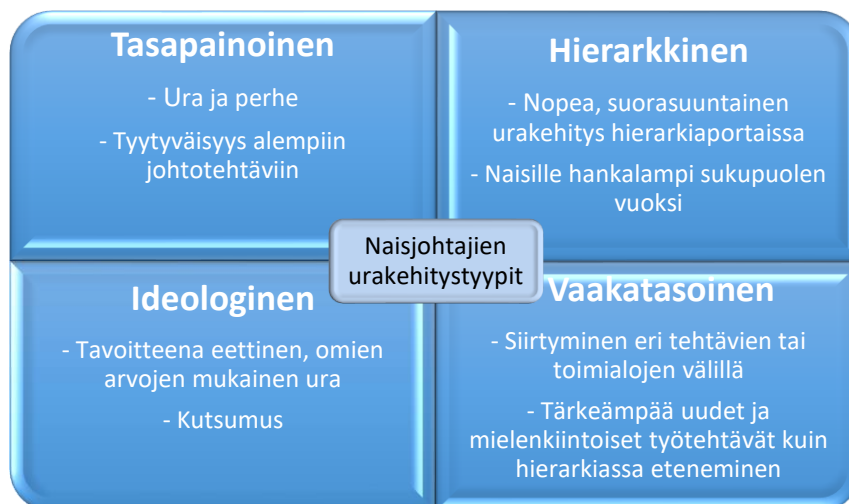 Tasapainoinen
- Ura ja perhe
- Tyytyväisyys alempiin
johtotehtäviin
Hierarkkinen
- Nopea, suorasuuntainen
urakehitys hierarkiaportaissa
- Naisille hankalampi sukupuolen
vuoksi
Naisjohtajien
urakehitystyypit
Ideologinen
- Tavoitteena eettinen, omien
arvojen mukainen ura
- Kutsumus
Vaakatasoinen
- Siirtyminen eri tehtävien tai
toimialojen välillä
- Tärkeämpää uudet ja
mielenkiintoiset työtehtävät kuin
hierarkiassa eteneminen